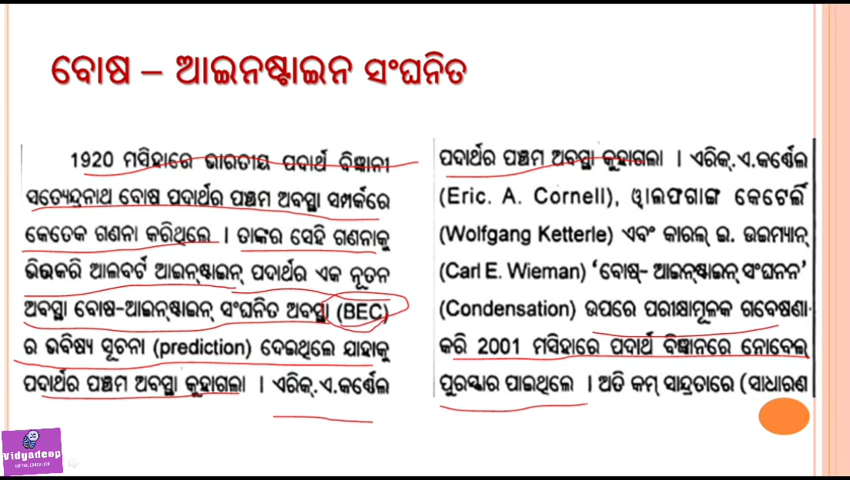 ବୋଷ – ଆଇନଷ୍ଟାଇନ ସଂଘନିତ
1920 ମସିହାରେ ଭାରତୀୟ ପଦାର୍ଥ ବିଜ୍ଞାନୀ
ସତ୍ୟେନ୍ଦ୍ରନାଥ ବୋଷ ପଦାର୍ଥର ପଞ୍ଚମ ଅବସ୍ଥା ସମ୍ପର୍କରେ
କେତେକ ଗଣନା କରିଥିଲେ । ତାଙ୍କର ସେହି ଗଣନାକୁ
ଭିତ୍ତିକରି ଆଲବର୍ଟ ଆଇନ୍‌ଷ୍ଟାଇନ୍ ପଦାର୍ଥର ଏକ ନୂତନ
ଅବସ୍ଥା ବୋଷ-ଆଇନ୍‌ଷ୍ଟାଇନ୍ ସଂଘନିତ ଅବସ୍ଥା (BEC)
ର ଭବିଷ୍ୟ ସୂଚନା (prediction) ଦେଇଥିଲେ ଯାହାକୁ
ପଦାର୍ଥର ପଞ୍ଚମ ଅବସ୍ଥା କୁହାଗଲା । ଏରିକ୍.ଏ.କର୍ଣ୍ଣେଲ
ପଦାର୍ଥର ପଞ୍ଚମ ଅବସ୍ଥା କୁହାଗଲା । ଏରିକ୍.ଏ.କର୍ଣ୍ଣେଲ
(Eric. A. Cornell), ୱାଲଫଗାଙ୍ଗ କେଟେର୍ଲି
(Wolfgang Ketterle) ଏବଂ କାରଲ୍ ଇ. ଉଇମ୍ୟାନ୍
(Carl E. Wieman) ‘ବୋଷ୍- ଆଇନ୍‌ଷ୍ଟାଇନ୍ ସଂଘନନ’
(Condensation) ଉପରେ ପରୀକ୍ଷାମୂଳକ ଗବେଷଣା
କରି 2001 ମସିହାରେ ପଦାର୍ଥ ବିଜ୍ଞାନରେ ନୋବେଲ୍
ପୁରସ୍କାର ପାଇଥିଲେ । ଅତି କମ୍ ସାନ୍ଦ୍ରତାରେ (ସାଧାରଣ
Vidyadeep